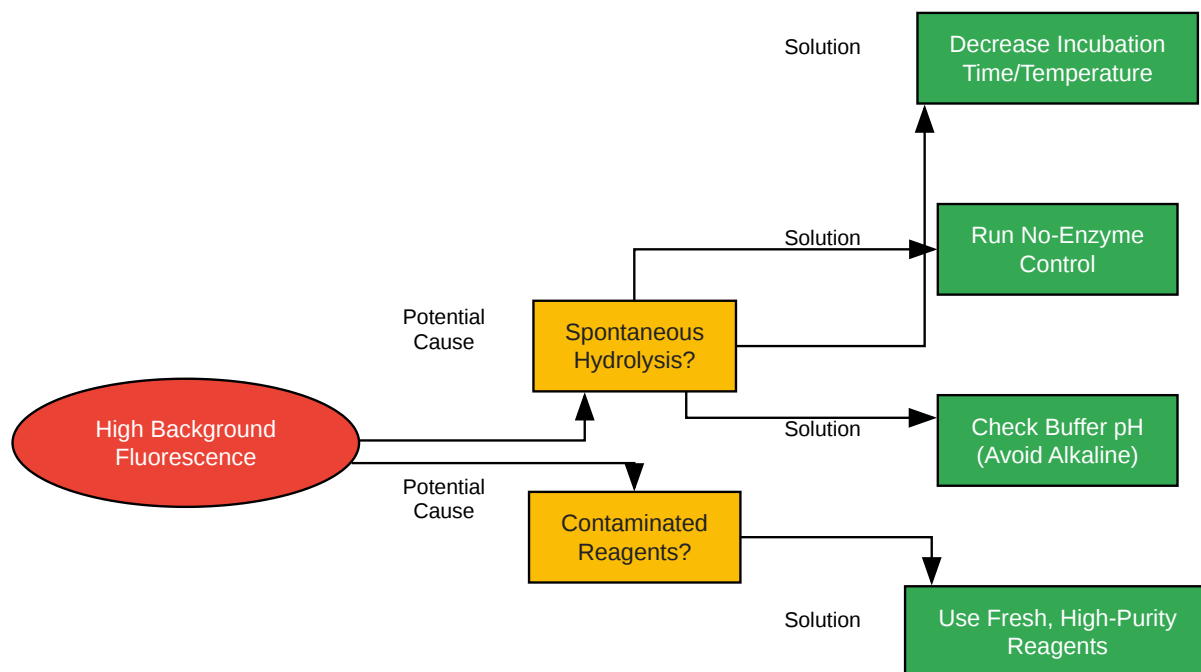 Solution
Decrease Incubation
Time/Temperature
Solution
Run No-Enzyme
Control
Potential
Cause
Spontaneous
Hydrolysis?
High Background
Fluorescence
Solution
Check Buffer pH
(Avoid Alkaline)
Potential
Cause
Contaminated
Reagents?
Solution
Use Fresh, High-Purity
Reagents